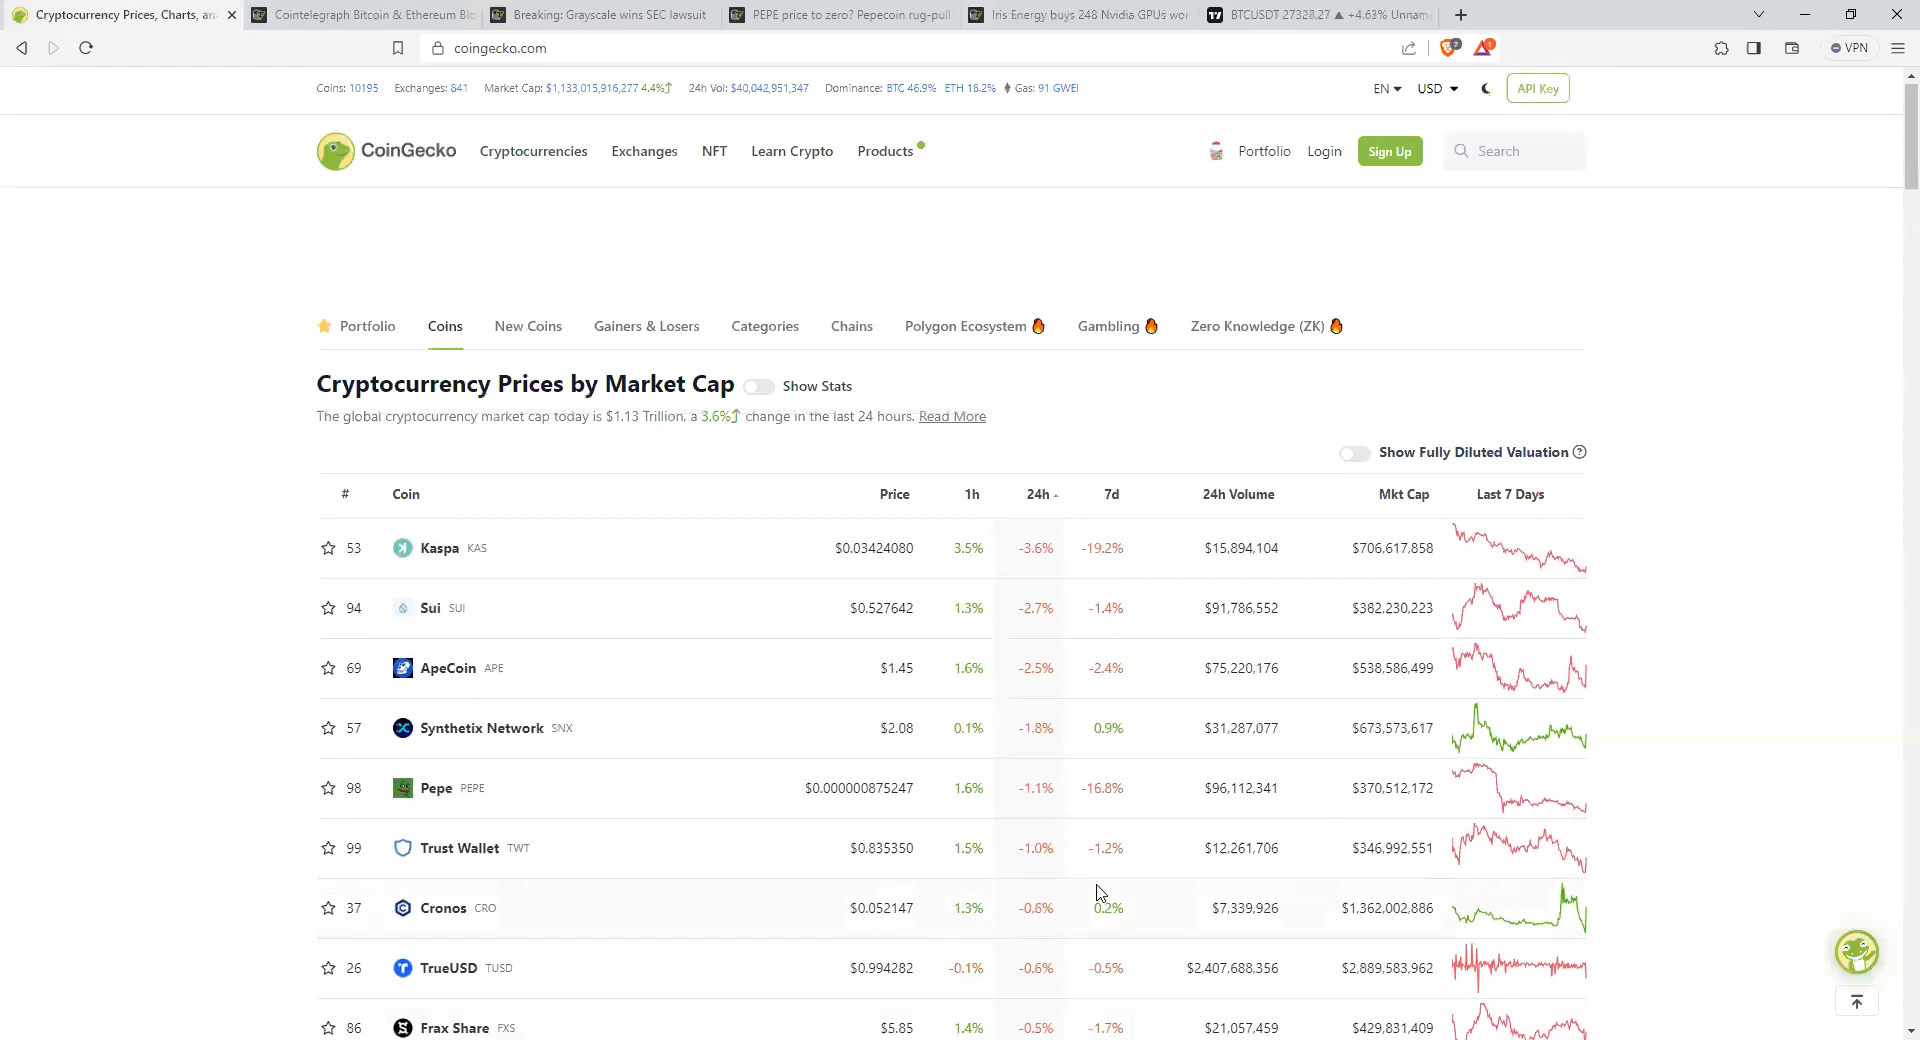 Cryptocurrency Prices, Charts, an
Cointelegraph Bitcoin & Ethereum Blo
Breaking: Grayscale wins SEC lawsuit
PEPE price to zero? Pepecoin rug-pull
Iris Energy buys 248 Nvidia GPUs wor
BTCUSDT ▲ +4.63% Unnam
coingecko.com
VPN
Coins: 10195 Exchanges: 841 Market Cap: $1,133,015,916,277 4.4% 24h Vol: $40,042,951,347 Dominance: BTC 46.9% ETH 18.2% Gas: 91 GWEI
EN USD API Key
CoinGecko Cryptocurrencies Exchanges NFT Learn Crypto Products Portfolio Login Sign Up Search
Portfolio Coins New Coins Gainers & Losers Categories Chains Polygon Ecosystem Gambling Zero Knowledge (ZK)
Cryptocurrency Prices by Market Cap Show Stats
The global cryptocurrency market cap today is $1.13 Trillion, a 3.6% change in the last 24 hours. Read More
Show Fully Diluted Valuation
# Coin Price 1h 24h 7d 24h Volume Mkt Cap Last 7 Days
53 Kaspa KAS $0.03424080 3.5% -3.6% -19.2% $15,894,104 $706,617,858
94 Sui SUI $0.527642 1.3% -2.7% -1.4% $91,786,552 $382,230,223
69 ApeCoin APE $1.45 1.6% -2.5% -2.4% $75,220,176 $538,586,499
57 Synthetix Network SNX $2.08 0.1% -1.8% 0.9% $31,287,077 $673,573,617
98 Pepe PEPE $0.000000875247 1.6% -1.1% -16.8% $96,112,341 $370,512,172
99 Trust Wallet TWT $0.835350 1.5% -1.0% -1.2% $12,261,706 $346,992,551
37 Cronos CRO $0.052147 1.3% -0.6% 0.2% $7,339,926 $1,362,002,886
26 TrueUSD TUSD $0.994282 -0.1% -0.6% -0.5% $2,407,688,356 $2,889,583,962
86 Frax Share FXS $5.85 1.4% -0.5% -1.7% $21,057,459 $429,831,409